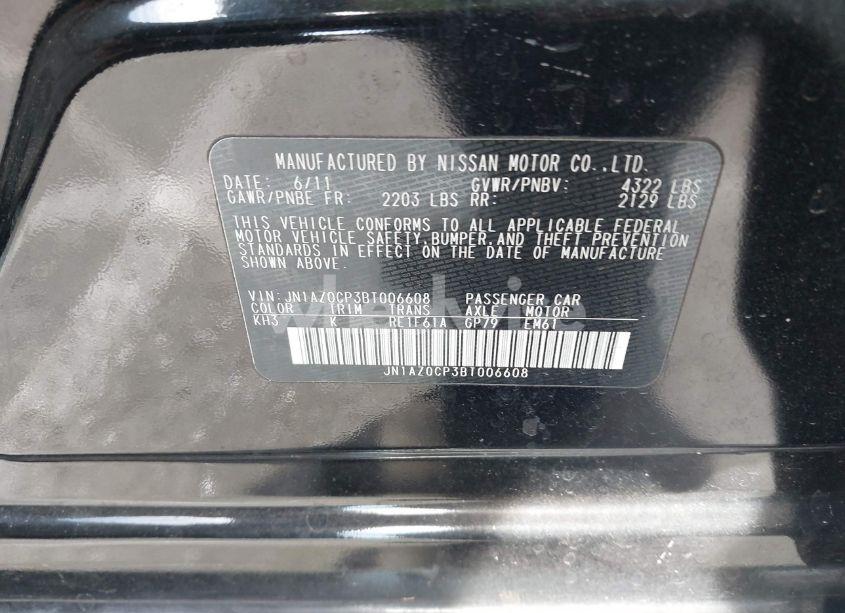 MANUFACTURED BY NISSAN MOTOR CO.,LTD.
DATE: 6/11 GVWR/PNBV: 4322 LBS
GAWR/PNBE FR: 2203 LBS RR: 2129 LBS
THIS VEHICLE CONFORMS TO ALL APPLICABLE FEDERAL
MOTOR VEHICLE SAFETY,BUMPER,AND THEFT PREVENTION
STANDARDS IN EFFECT ON THE DATE OF MANUFACTURE
SHOWN ABOVE.
VIN: JN1AZ0CP3BT006608 PASSENGER CAR
COLOR TRIM TRANS AXLE MOTOR
KH3 K RE1F61A GP79 EM61
JN1AZ0CP3BT006608